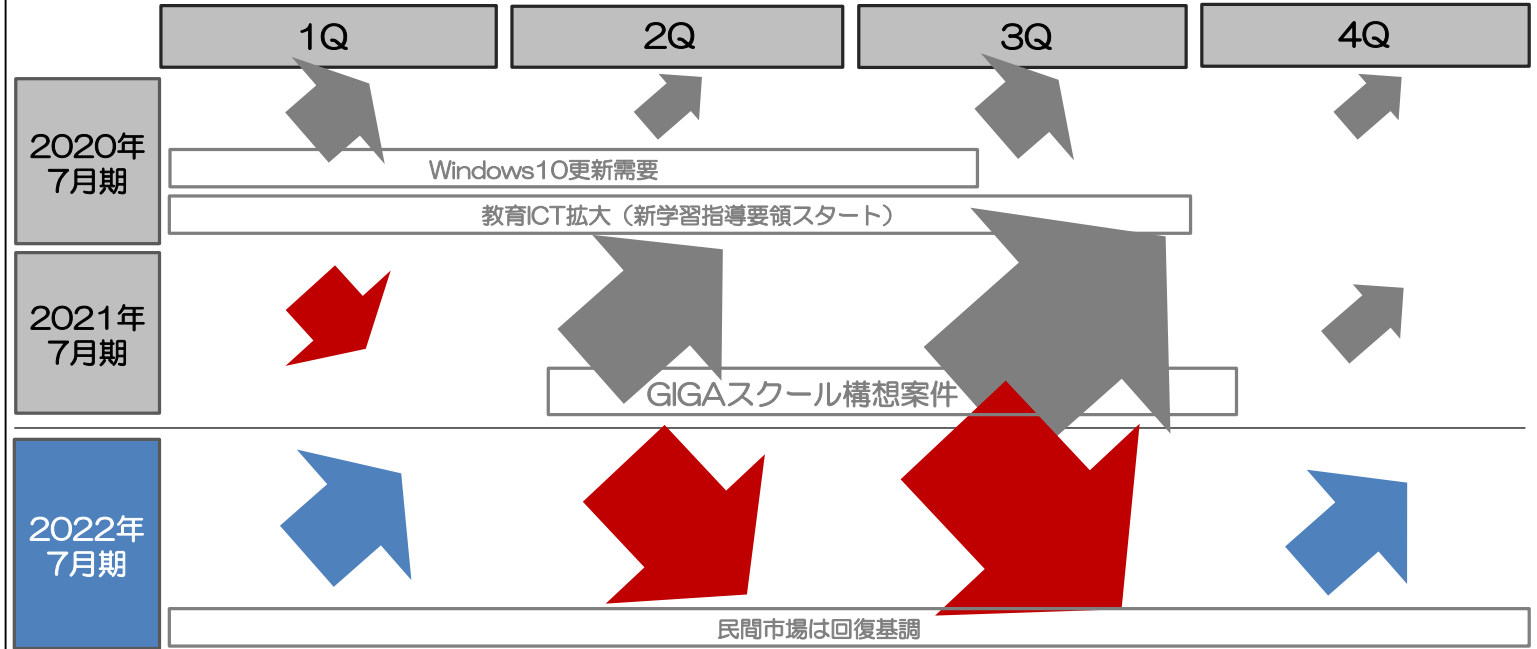 1Q
2Q
3Q
4Q
2020年
7月期
Windows10更新需要
教育ICT拡大（新学習指導要領スタート）
2021年
7月期
GIGAスクール構想案件
2022年
7月期
民間市場は回復基調